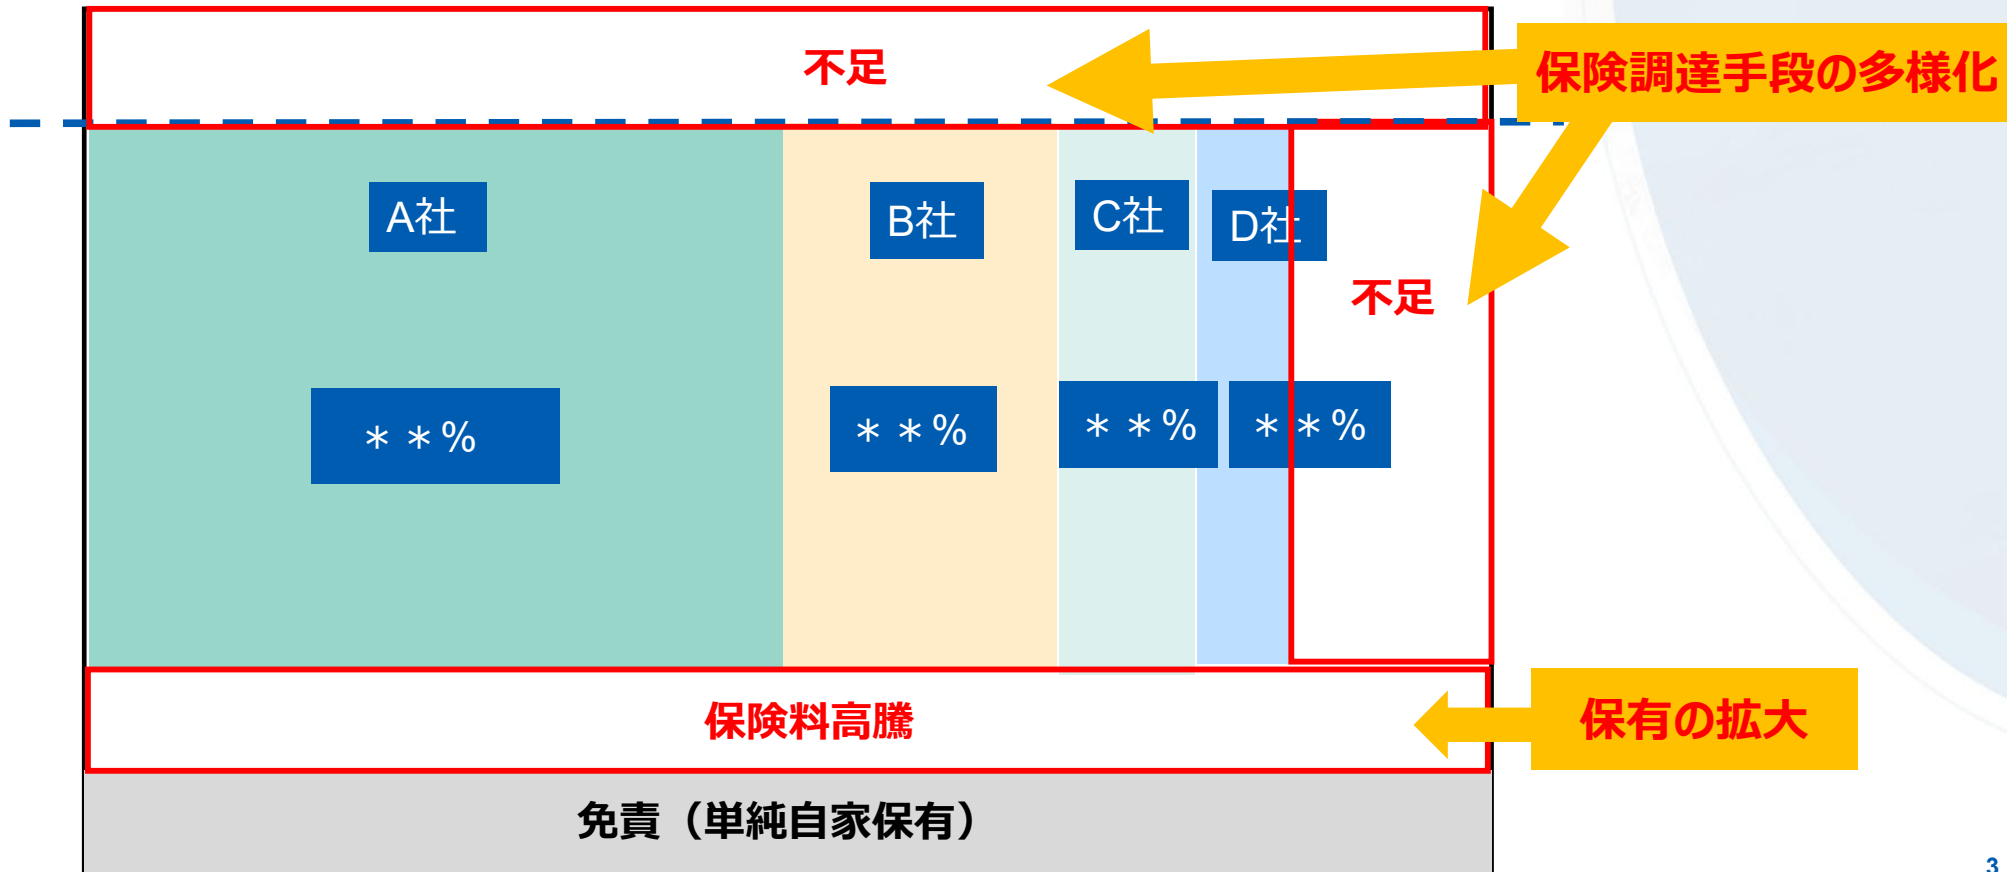 不足
保険調達手段の多様化
A社
B社
C社
D社
不足
＊＊％
＊＊％
＊＊％
＊＊％
保険料高騰
保有の拡大
免責（単純自家保有）
3